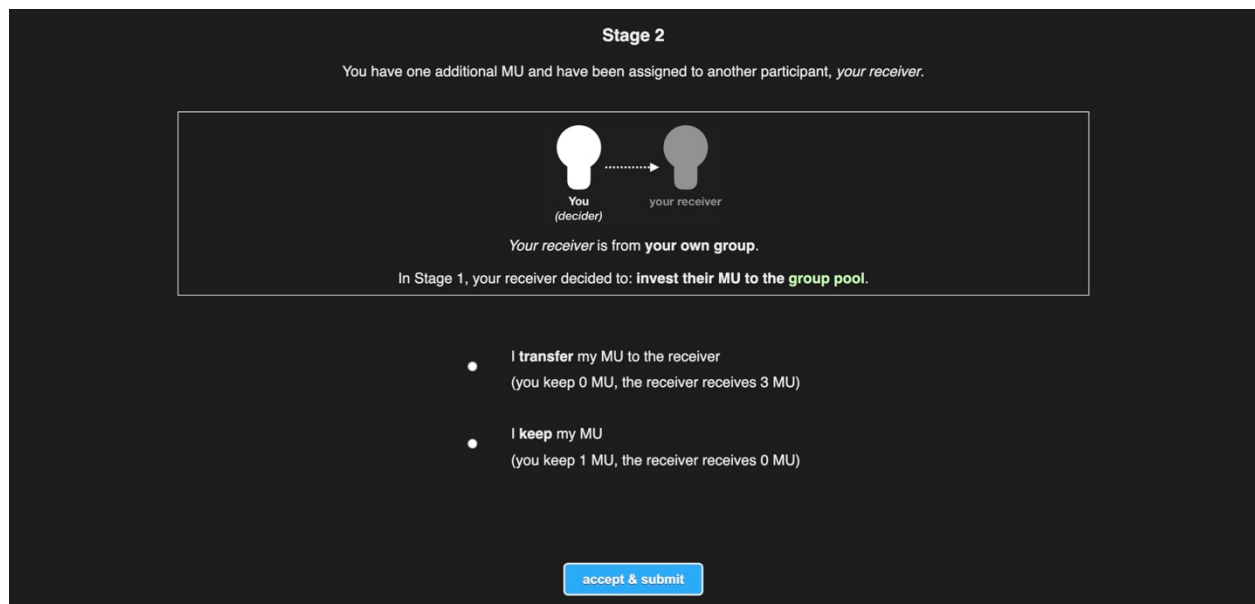 Stage 2
You have one additional MU and have been assigned to another participant, your receiver.
You your receiver
(decider)
Your receiver is from your own group.
In Stage 1, your receiver decided to: invest their MU to the group pool.
I transfer my MU to the receiver
(you keep 0 MU, the receiver receives 3 MU)
I keep my MU
(you keep 1 MU, the receiver receives 0 MU)
accept & submit